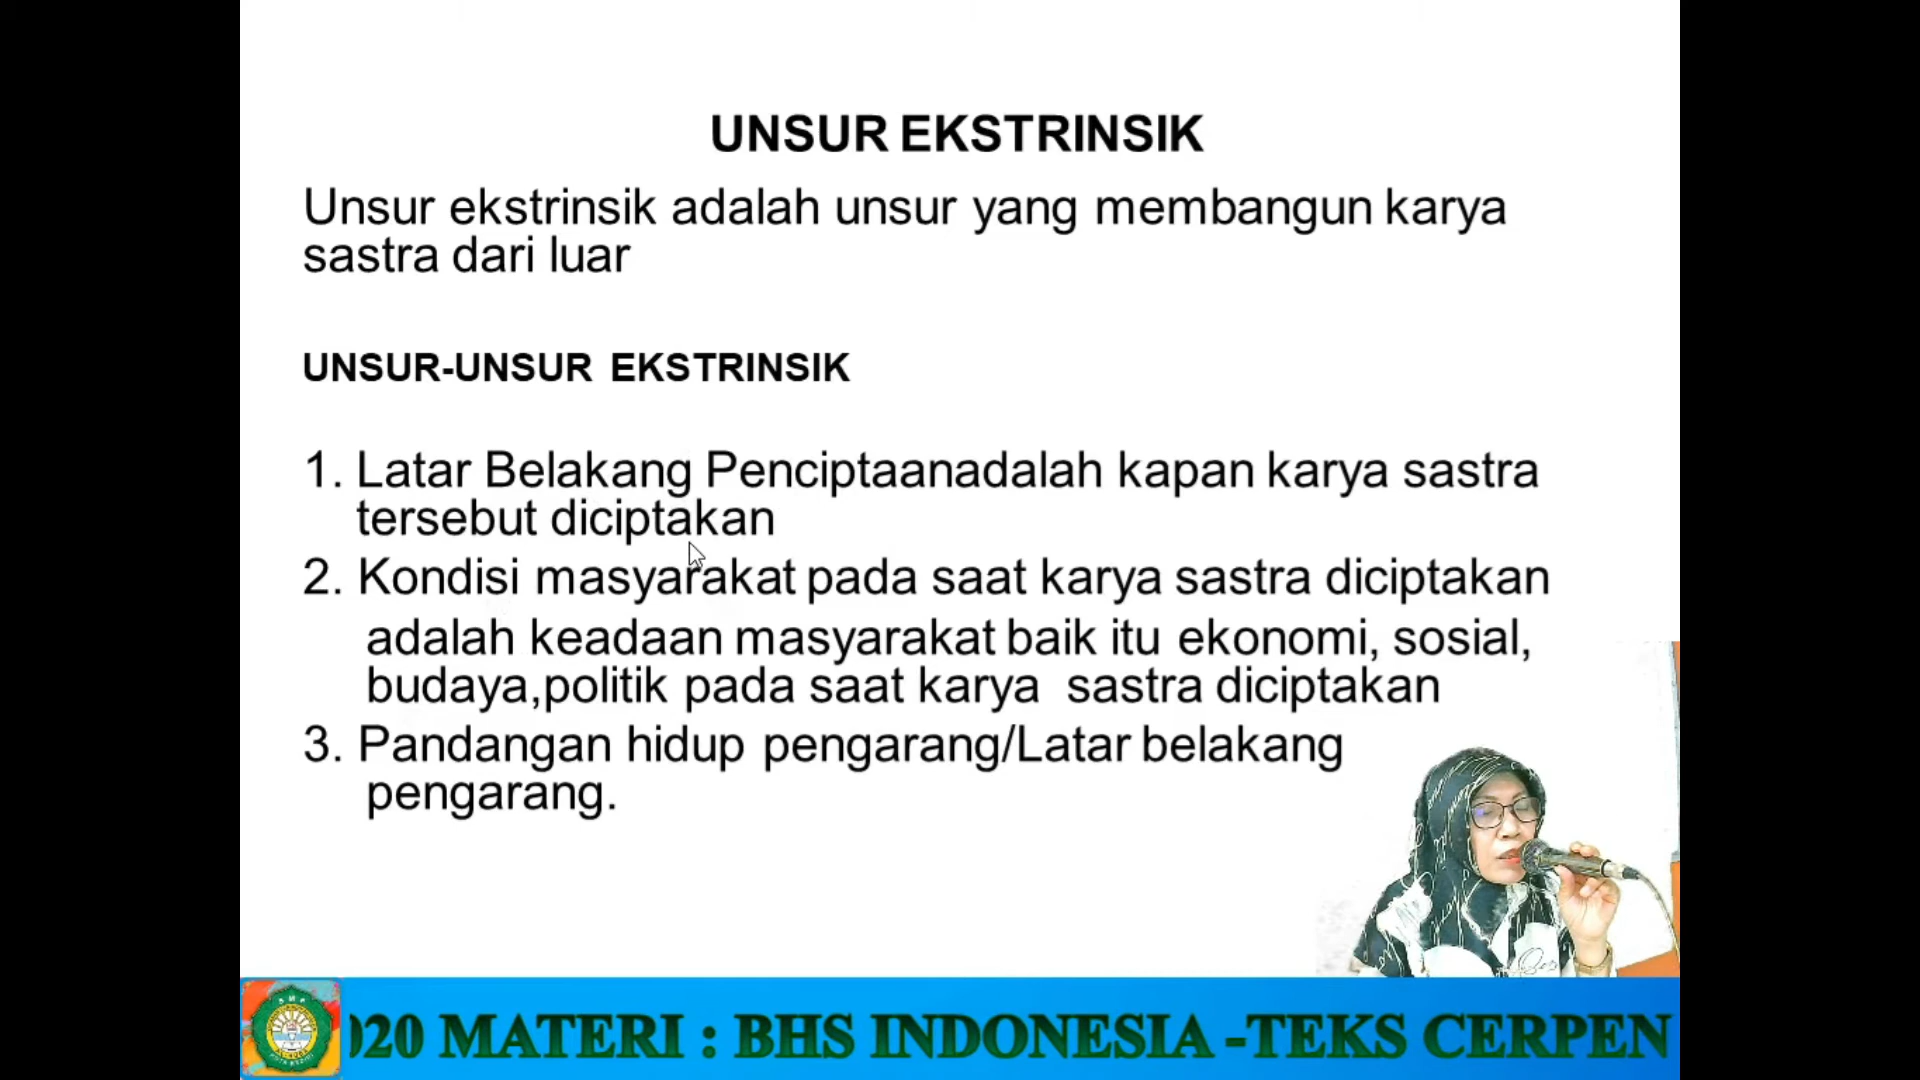 UNSUR EKSTRINSIK
Unsur ekstrinsik adalah unsur yang membangun karya
sastra dari luar
UNSUR-UNSUR EKSTRINSIK
1. Latar Belakang Penciptaanadalah kapan karya sastra
tersebut diciptakan
2. Kondisi masyarakat pada saat karya sastra diciptakan
adalah keadaan masyarakat baik itu ekonomi, sosial,
budaya,politik pada saat karya sastra diciptakan
3. Pandangan hidup pengarang/Latar belakang
pengarang.
020 MATERI : BHS INDONESIA -TEKS CERPEN